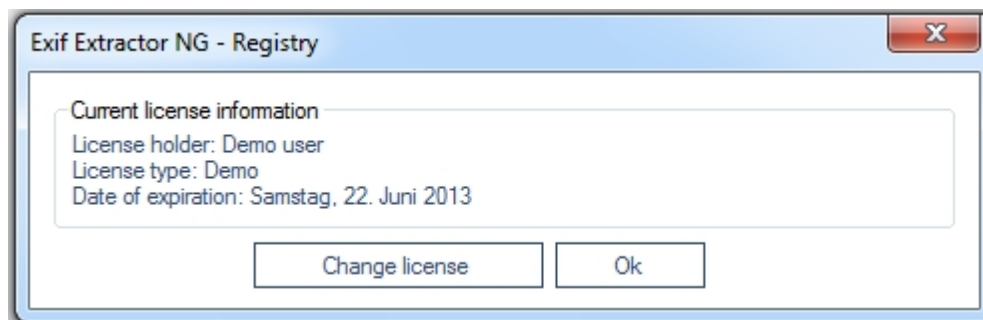 Exif Extractor NG - Registry
Current license information
License holder: Demo user
License type: Demo
Date of expiration: Samstag, 22. Juni 2013
Change license
Ok